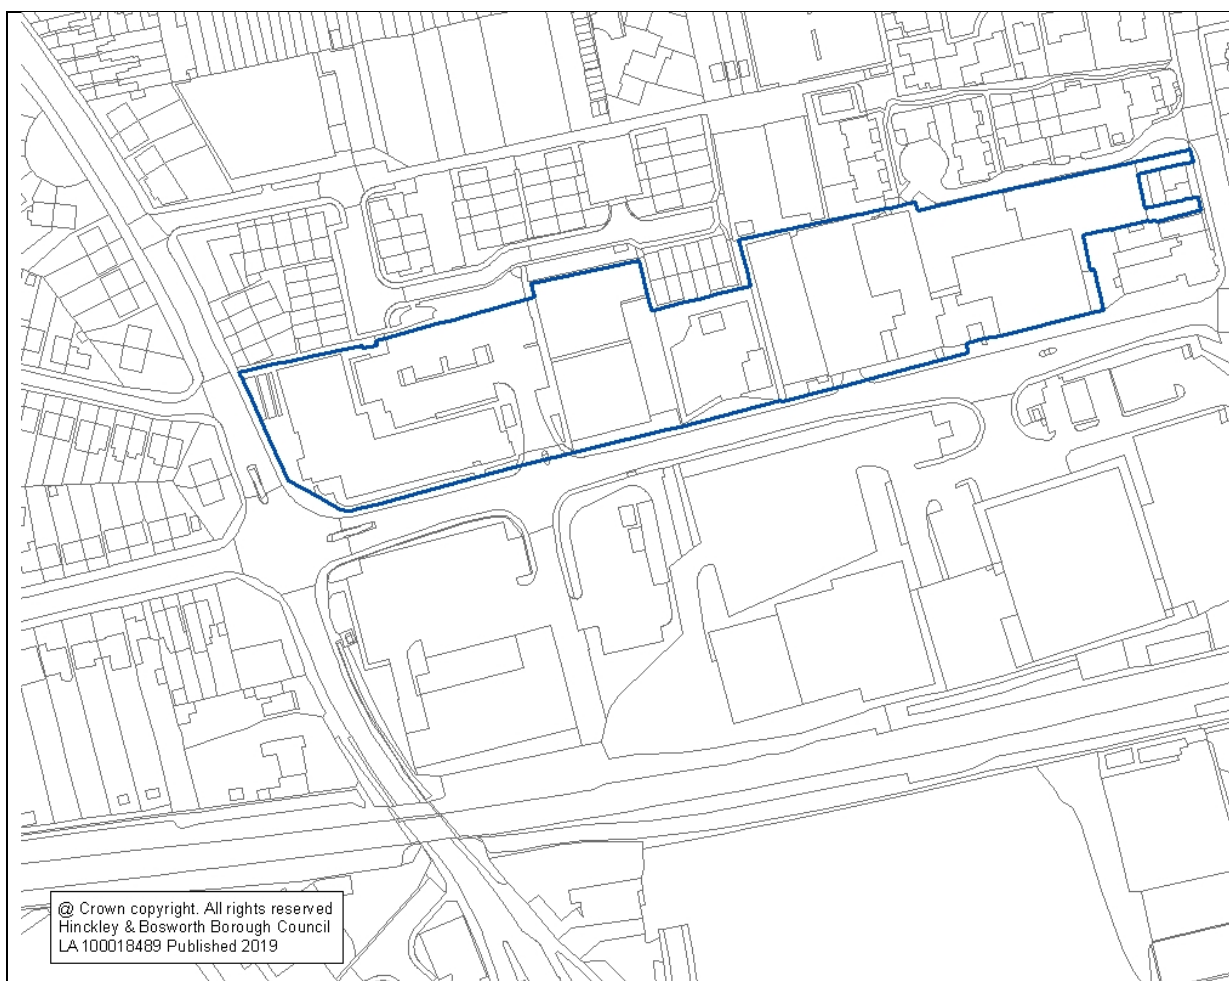 @ Crown copyright. All rights reserved
Hinckley & Bosworth Borough Council
LA 100018489 Published 2019